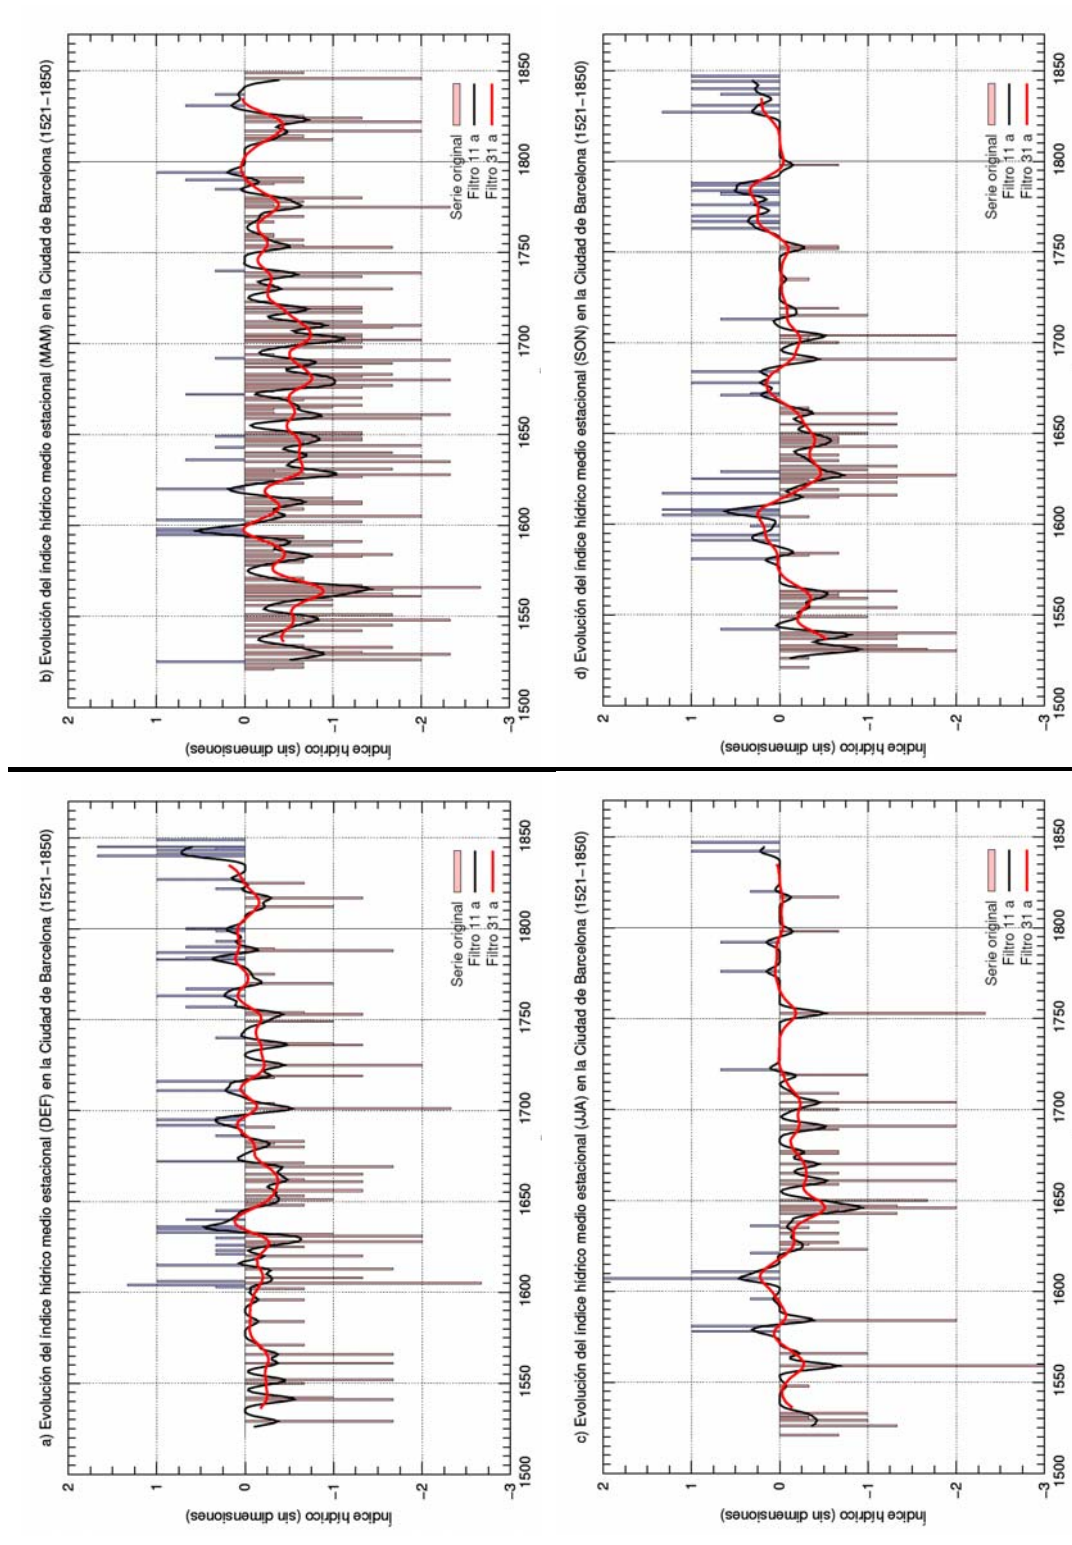 a) Evolución del índice hídrico medio estacional (DEF) en la Ciudad de Barcelona (1521−1850)
Índice hídrico (sin dimensiones)
2
1
0
−1
−2
−3
1500
1550
1600
1650
1700
1750
1800
1850
Serie original
Filtro 11 a
Filtro 31 a
b) Evolución del índice hídrico medio estacional (MAM) en la Ciudad de Barcelona (1521−1850)
Índice hídrico (sin dimensiones)
2
1
0
−1
−2
−3
1500
1550
1600
1650
1700
1750
1800
1850
Serie original
Filtro 11 a
Filtro 31 a
c) Evolución del índice hídrico medio estacional (JJA) en la Ciudad de Barcelona (1521−1850)
Índice hídrico (sin dimensiones)
2
1
0
−1
−2
−3
1500
1550
1600
1650
1700
1750
1800
1850
Serie original
Filtro 11 a
Filtro 31 a
d) Evolución del índice hídrico medio estacional (SON) en la Ciudad de Barcelona (1521−1850)
Índice hídrico (sin dimensiones)
2
1
0
−1
−2
−3
1500
1550
1600
1650
1700
1750
1800
1850
Serie original
Filtro 11 a
Filtro 31 a